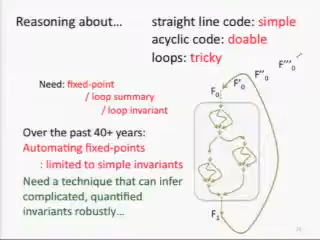 Reasoning about…
straight line code: simple
acyclic code: doable
loops: tricky
Need: fixed-point
/ loop summary
/ loop invariant
F₀
F'₀
F''₀
F'''₀
Over the past 40+ years:
Automating fixed-points
: limited to simple invariants
Need a technique that can infer
complicated, quantified
invariants robustly…